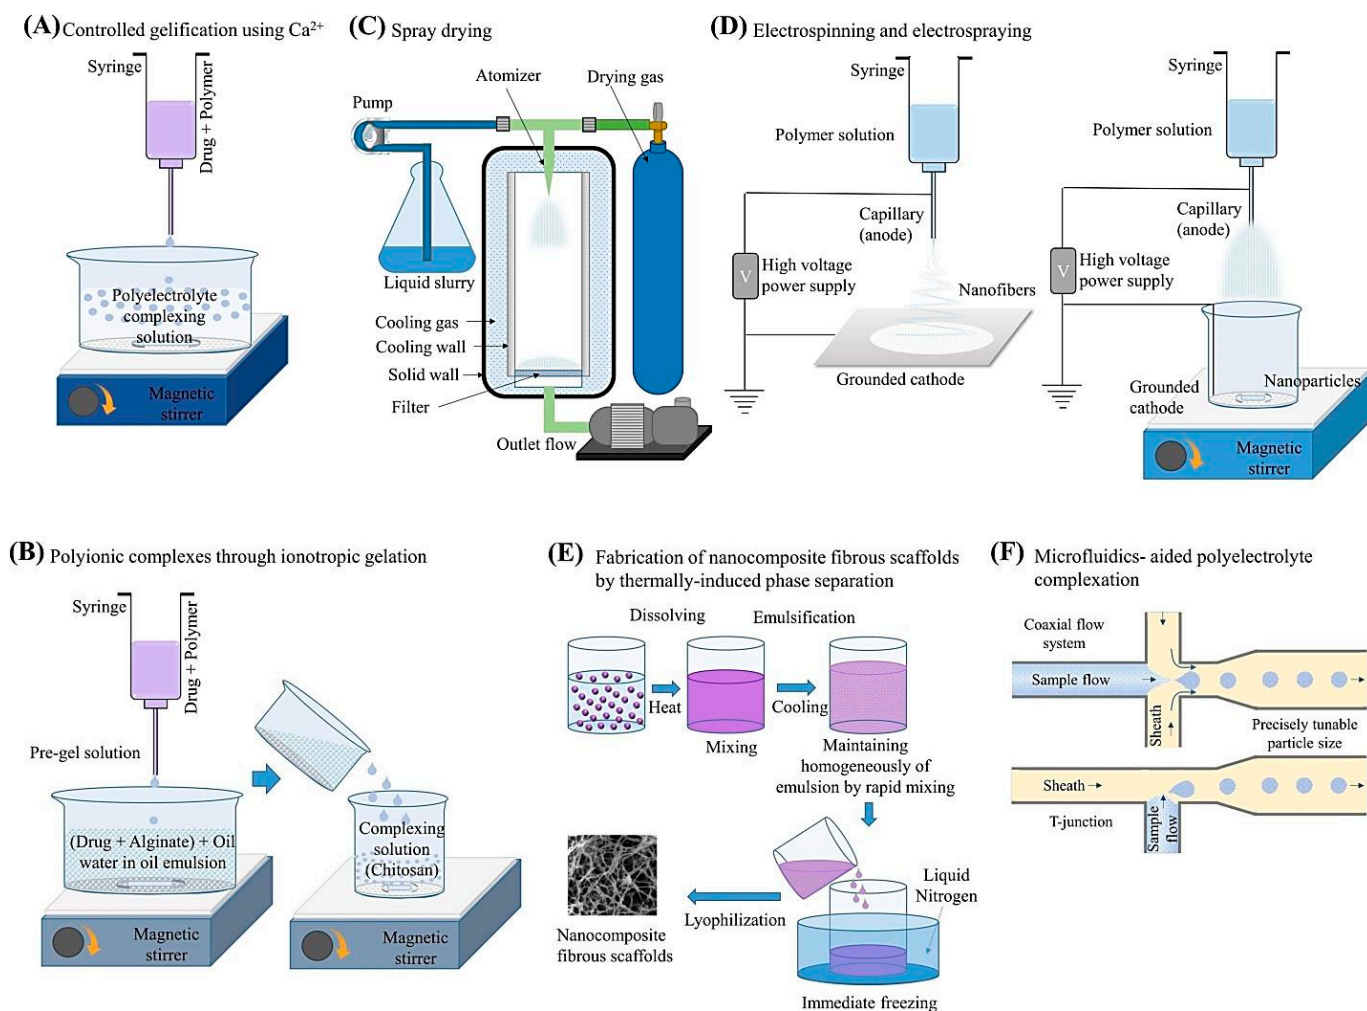 (A) Controlled gelification using Ca²⁺
Syringe
Drug + Polymer
Polyelectrolyte
complexing
solution
Magnetic
stirrer
(C) Spray drying
Atomizer
Drying gas
Pump
Liquid slurry
Cooling gas
Cooling wall
Solid wall
Filter
Outlet flow
(D) Electrospinning and electrospraying
Syringe
Polymer solution
Capillary
(anode)
V
High voltage
power supply
Nanofibers
Grounded cathode
Syringe
Polymer solution
Capillary
(anode)
V
High voltage
power supply
Grounded
cathode
Nanoparticles
Magnetic
stirrer
(B) Polyionic complexes through ionotropic gelation
Syringe
Drug + Polymer
Pre-gel solution
(Drug + Alginate) + Oil
water in oil emulsion
Magnetic
stirrer
Complexing
solution
(Chitosan)
Magnetic
stirrer
(E) Fabrication of nanocomposite fibrous scaffolds
by thermally-induced phase separation
Dissolving
Emulsification
Heat
Cooling
Mixing
Maintaining
homogeneously of
emulsion by rapid mixing
Liquid
Nitrogen
Lyophilization
Nanocomposite
fibrous scaffolds
Immediate freezing
(F) Microfluidics- aided polyelectrolyte
complexation
Coaxial flow
system
Sample flow
Sheath
Precisely tunable
particle size
Sheath
T-junction
Sample
flow